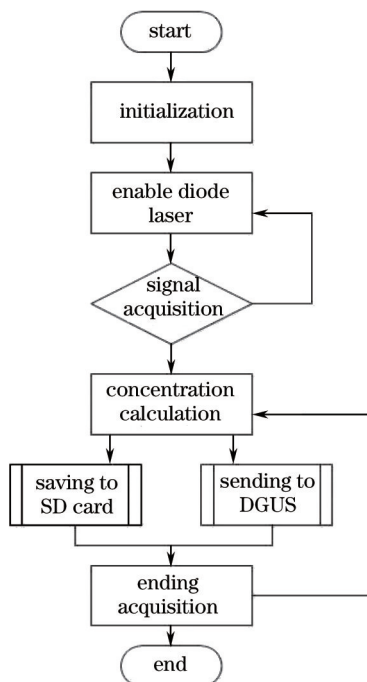 start
initialization
enable diode
laser
signal
acquisition
concentration
calculation
saving to
SD card
sending to
DGUS
ending
acquisition
end